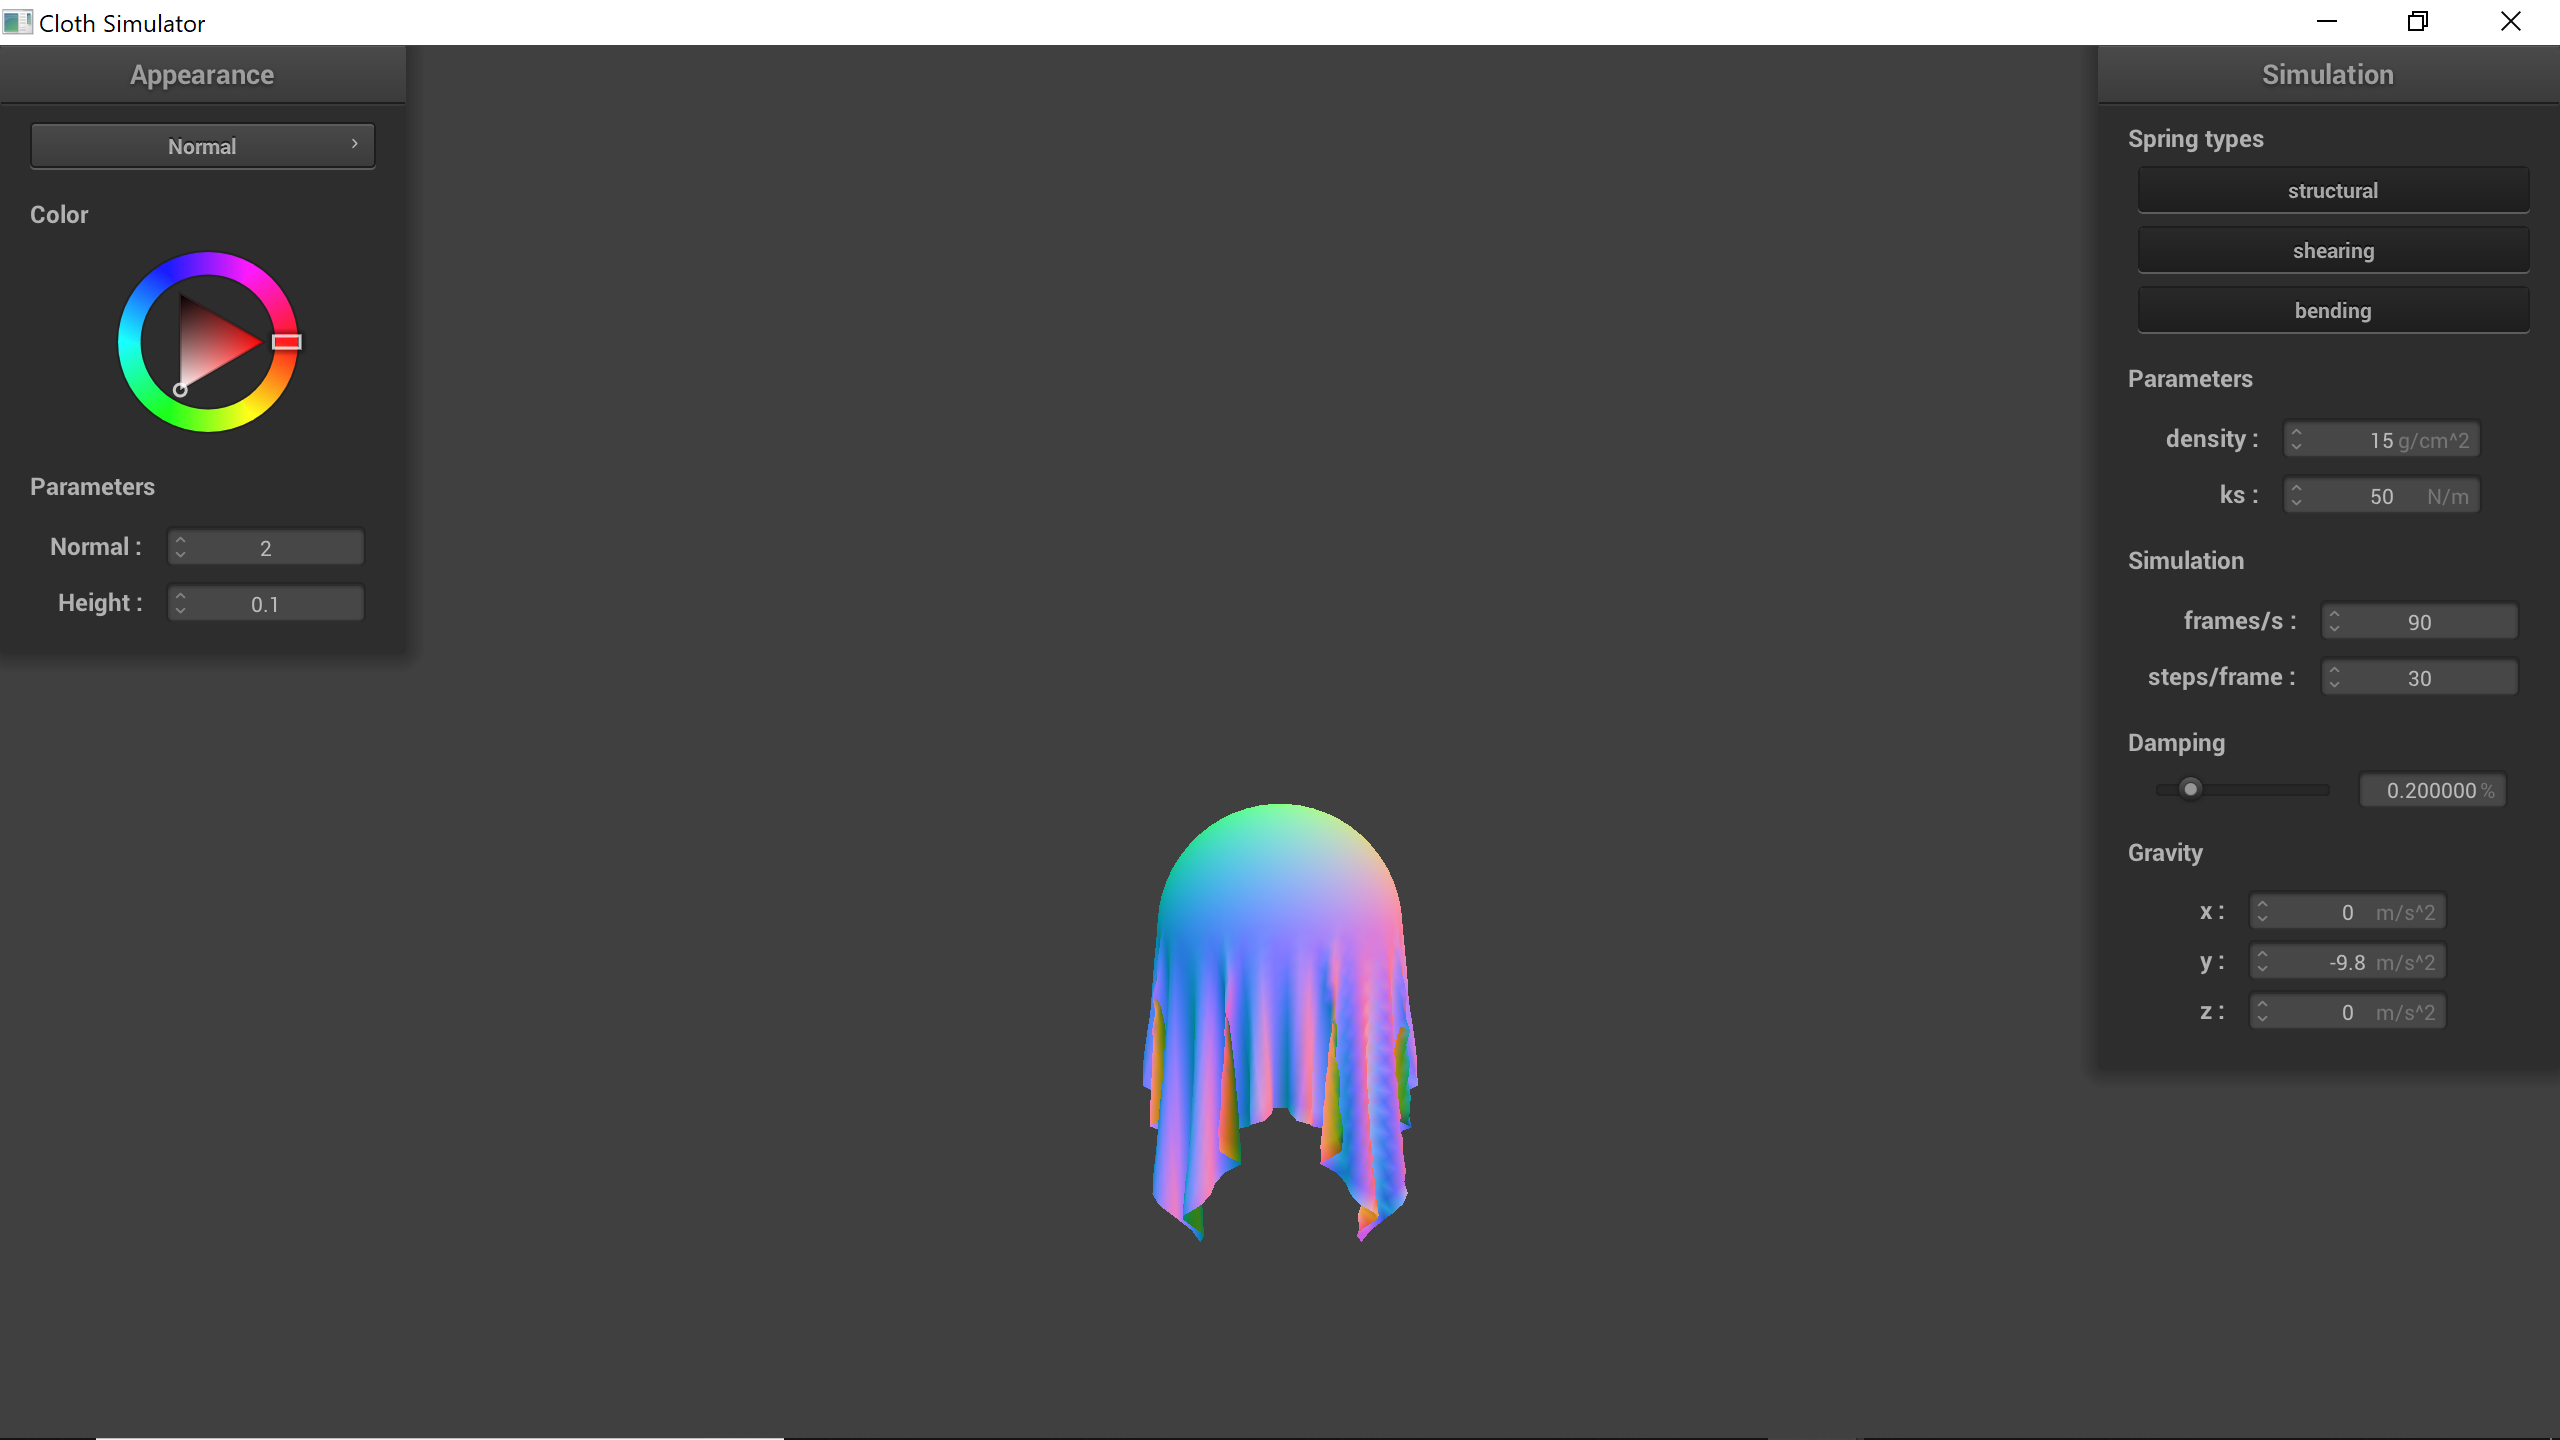 Cloth Simulator
Appearance
Normal
Color
Parameters
Normal : 2
Height : 0.1
Simulation
Spring types
structural
shearing
bending
Parameters
density : 15 g/cm^2
ks : 50 N/m
Simulation
frames/s : 90
steps/frame : 30
Damping
0.200000 %
Gravity
x : 0 m/s^2
y : -9.8 m/s^2
z : 0 m/s^2